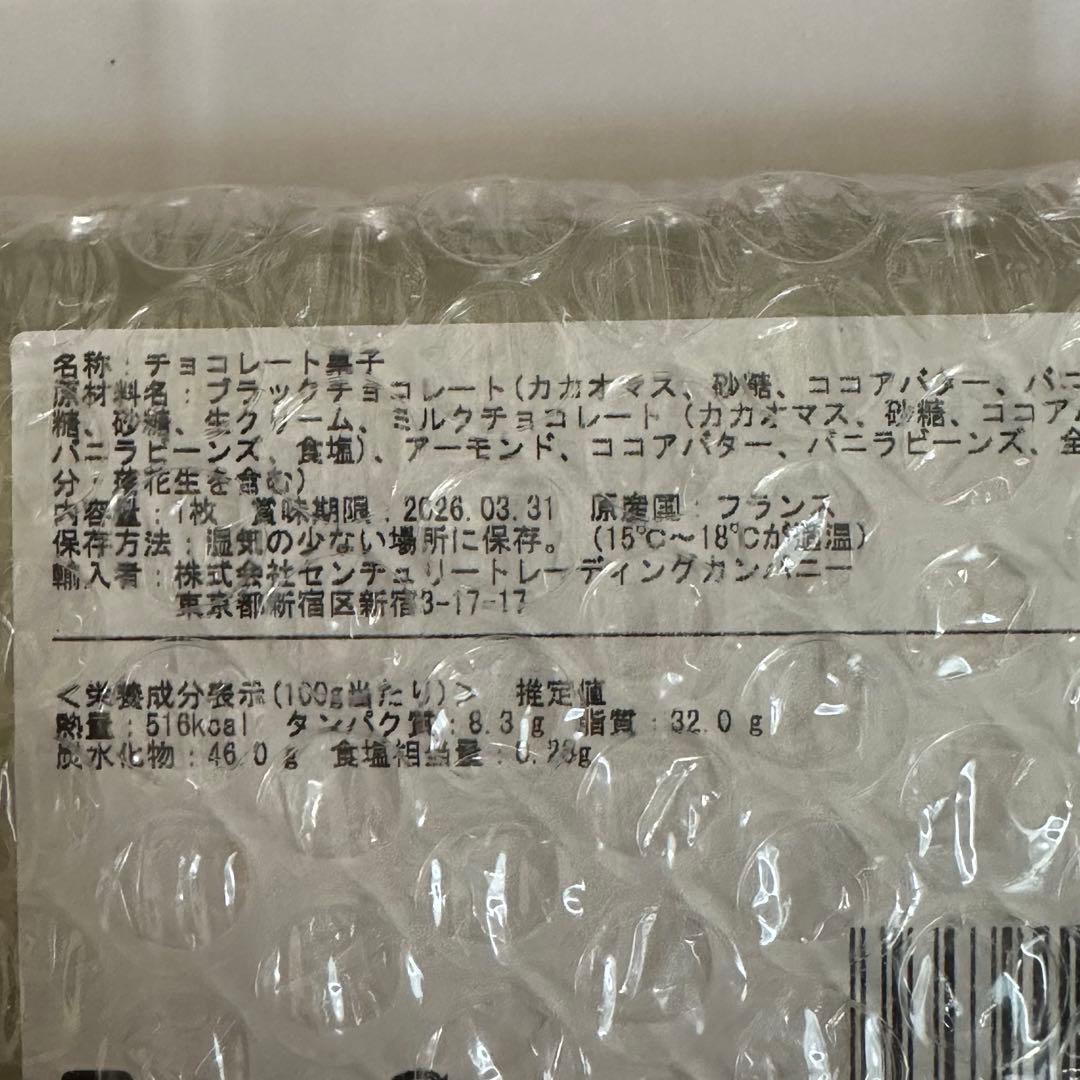 名称：チョコレート菓子
原材料名：ブラックチョコレート(カカオマス、砂糖、ココアバター、バニ
糖、砂糖、生クリーム、ミルクチョコレート（カカオマス、砂糖、ココアバ
バニラビーンズ、食塩)、アーモンド、ココアバター、バニラビーンズ、全
分・落花生を含む)
内容量：1枚 賞味期限：2026.03.31 原産国：フランス
保存方法：湿気の少ない場所に保存。(15℃～18℃が適温)
輸入者：株式会社センチュリートレーディングカンパニー
東京都新宿区新宿3-17-17
＜栄養成分表示(100g当たり)＞ 推定値
熱量：516kcal タンパク質：8.3g 脂質：32.0g
炭水化物：46.0g 食塩相当量：